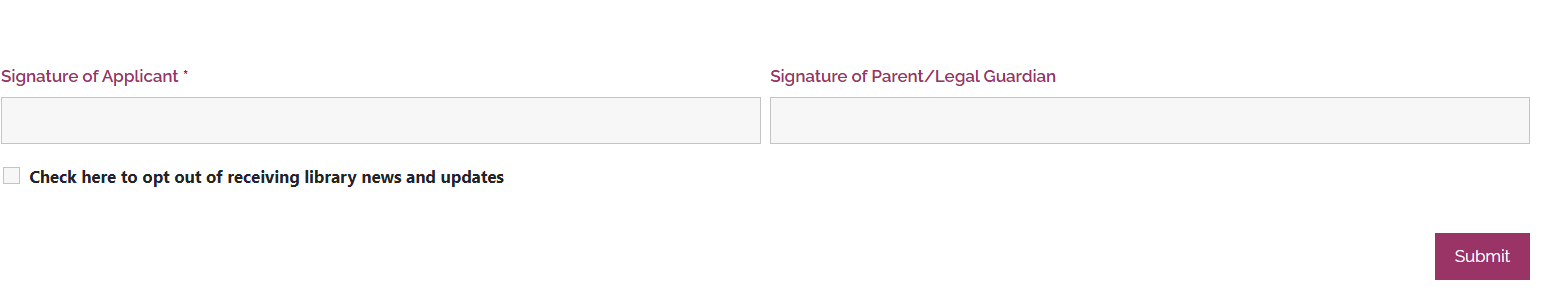 Signature of Applicant *
Signature of Parent/Legal Guardian
Check here to opt out of receiving library news and updates
Submit